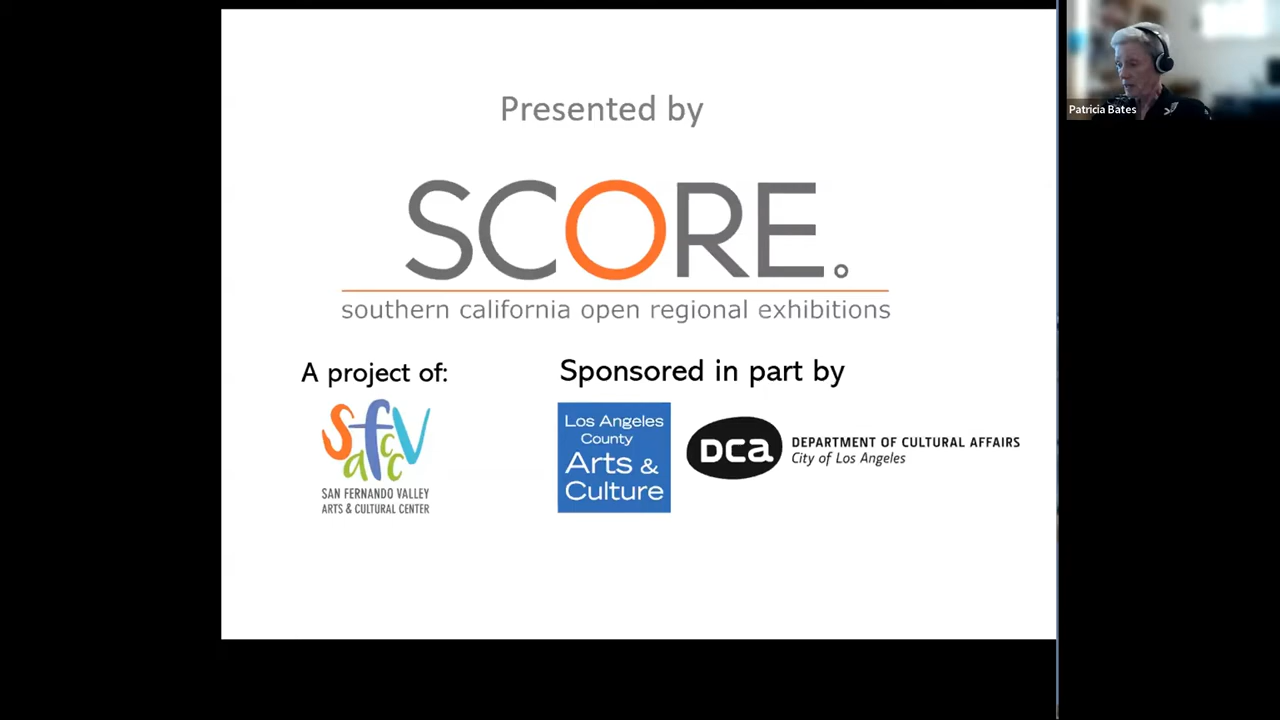 Presented by
SCORE.
southern california open regional exhibitions
A project of:
Sponsored in part by
SafCcV
SAN FERNANDO VALLEY
ARTS & CULTURAL CENTER
Los Angeles
County
Arts &
Culture
DCa
DEPARTMENT OF CULTURAL AFFAIRS
City of Los Angeles
Patricia Bates